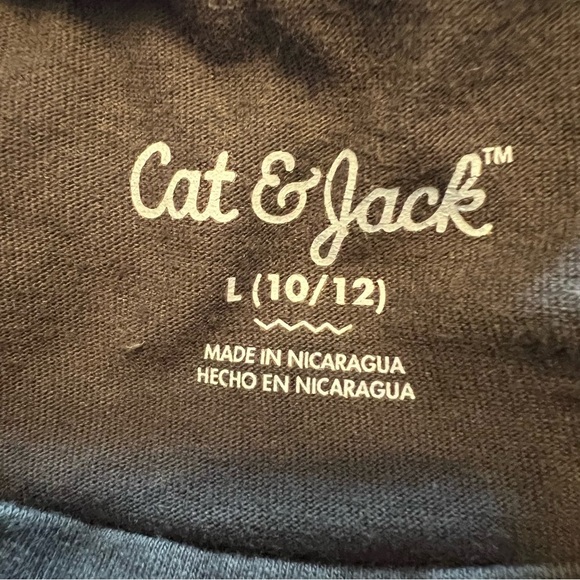 Cat & Jack™
L (10/12)
MADE IN NICARAGUA
HECHO EN NICARAGUA